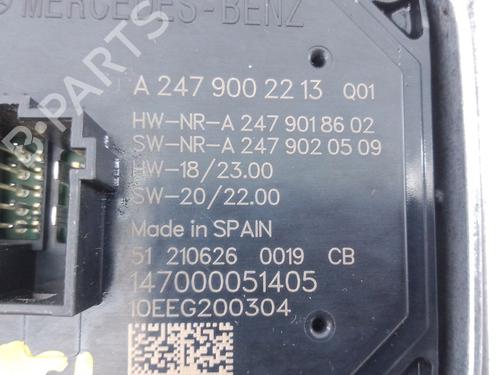 MERCEDES-BENZ
A 247 900 22 13 Q01
HW-NR-A 247 901 86 02
SW-NR-A 247 902 05 09
HW-18/23.00
SW-20/22.00
Made in SPAIN
51 210626 0019 CB
147000051405
10EEG200304